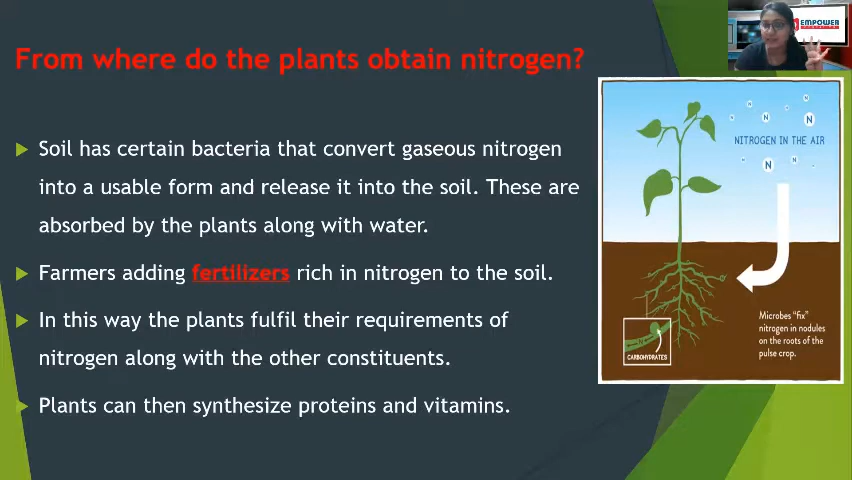 From where do the plants obtain nitrogen?
Soil has certain bacteria that convert gaseous nitrogen
into a usable form and release it into the soil. These are
absorbed by the plants along with water.
Farmers adding fertilizers rich in nitrogen to the soil.
In this way the plants fulfil their requirements of
nitrogen along with the other constituents.
Plants can then synthesize proteins and vitamins.
EMPOWER
N
N
N
NITROGEN IN THE AIR
N
Microbes "fix"
nitrogen in nodules
on the roots of the
pulse crop.
CARBOHYDRATES